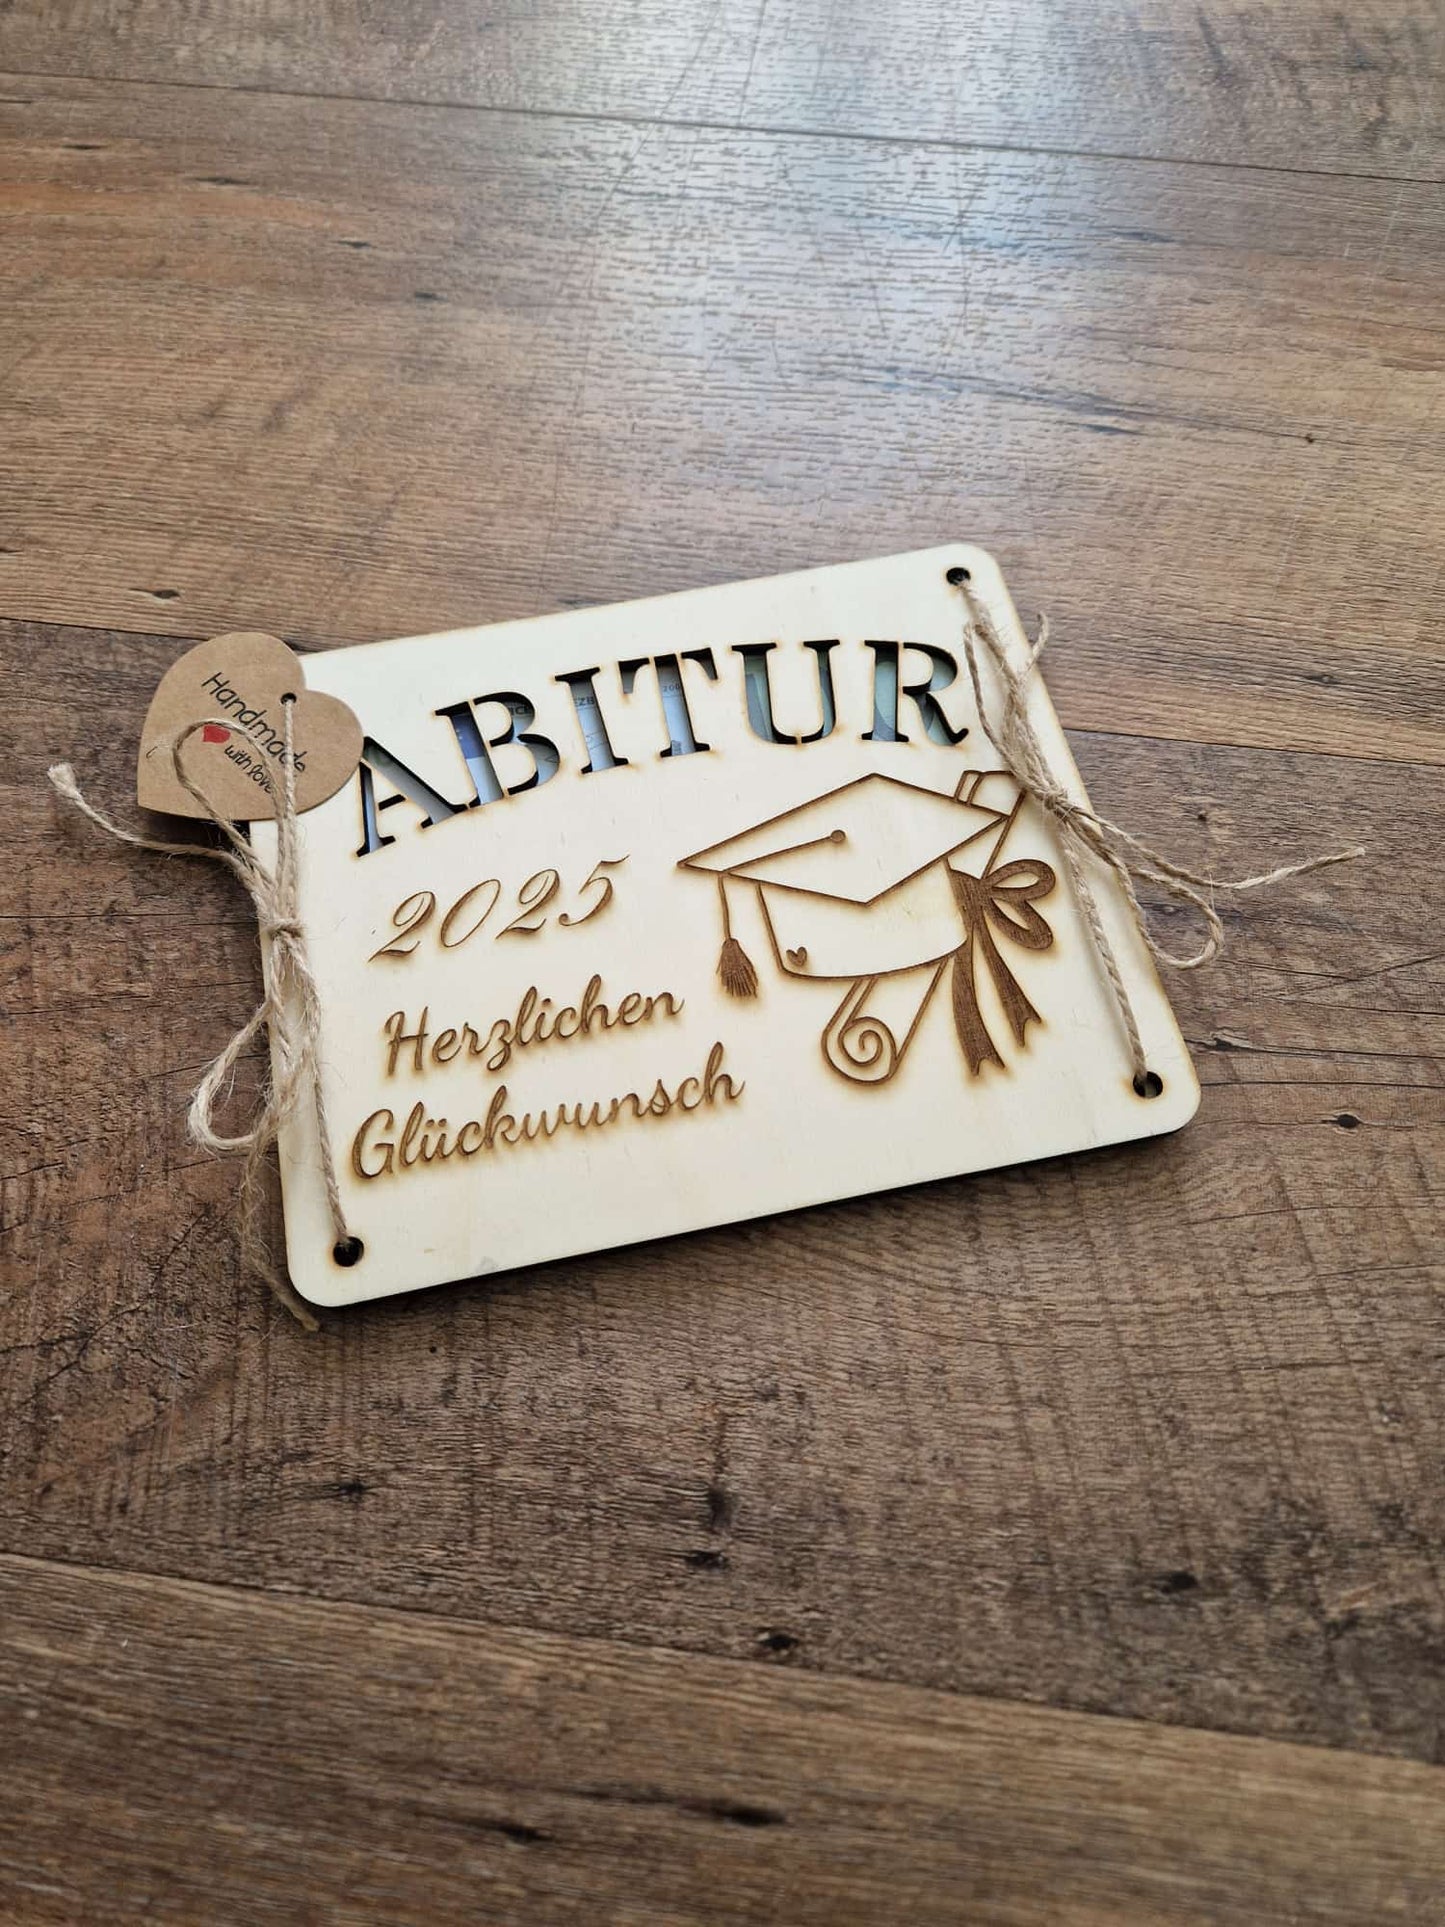 Handmade
with love
ABITUR
2025
Herzlichen
Glückwunsch